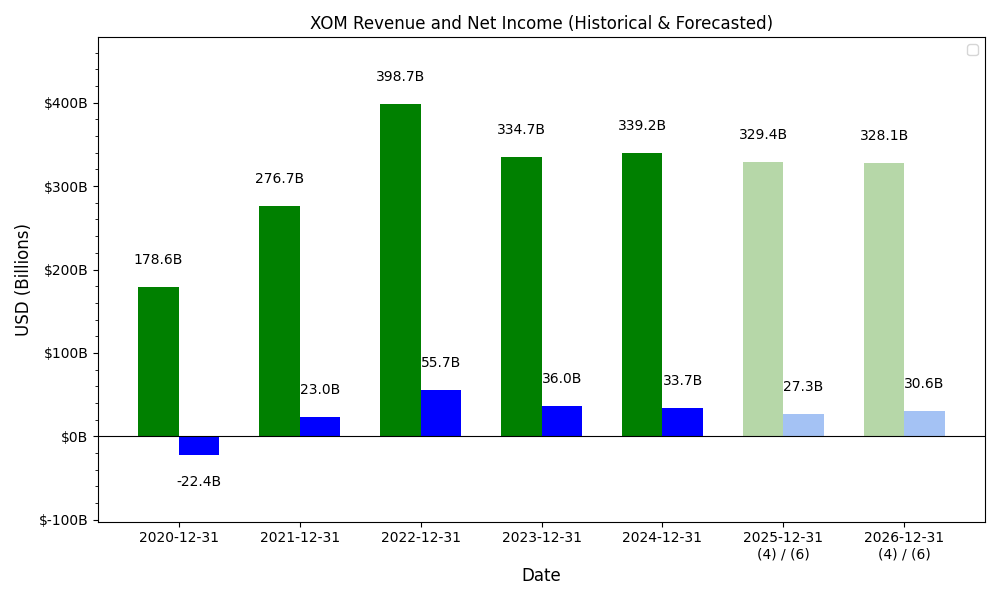 XOM Revenue and Net Income (Historical & Forecasted)
USD (Billions)
$400B
$300B
$200B
$100B
$0B
$-100B
178.6B
-22.4B
276.7B
23.0B
398.7B
55.7B
334.7B
36.0B
339.2B
33.7B
329.4B
27.3B
328.1B
30.6B
2020-12-31
2021-12-31
2022-12-31
2023-12-31
2024-12-31
2025-12-31
(4) / (6)
2026-12-31
(4) / (6)
Date